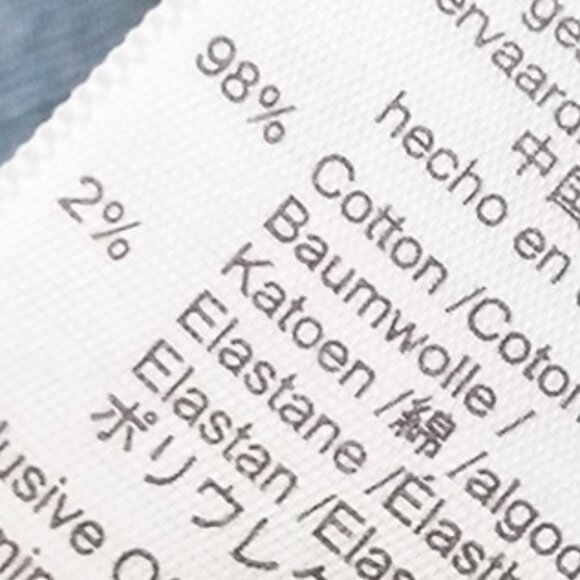 ervaard
中国
hecho en
98% Cotton /Coton
Baumwolle /
Katoen /綿 /algod
2% Elastane /Élasth
Elastan /Elas
ポリウレ
lusive O